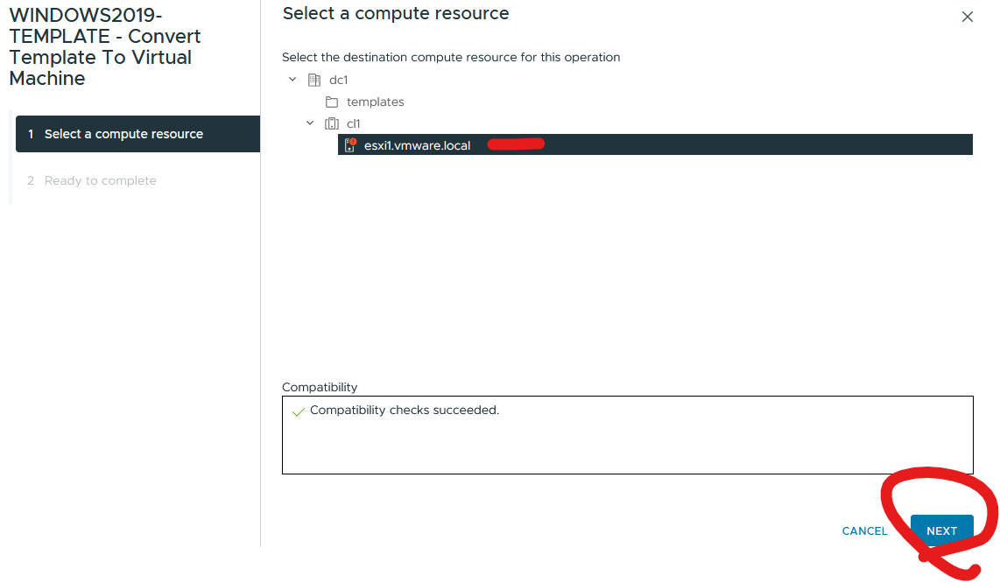 WINDOWS2019-
TEMPLATE - Convert
Template To Virtual
Machine
1 Select a compute resource
2 Ready to complete
Select a compute resource
Select the destination compute resource for this operation
dc1
templates
cl1
esxi1.vmware.local
Compatibility
Compatibility checks succeeded.
CANCEL NEXT